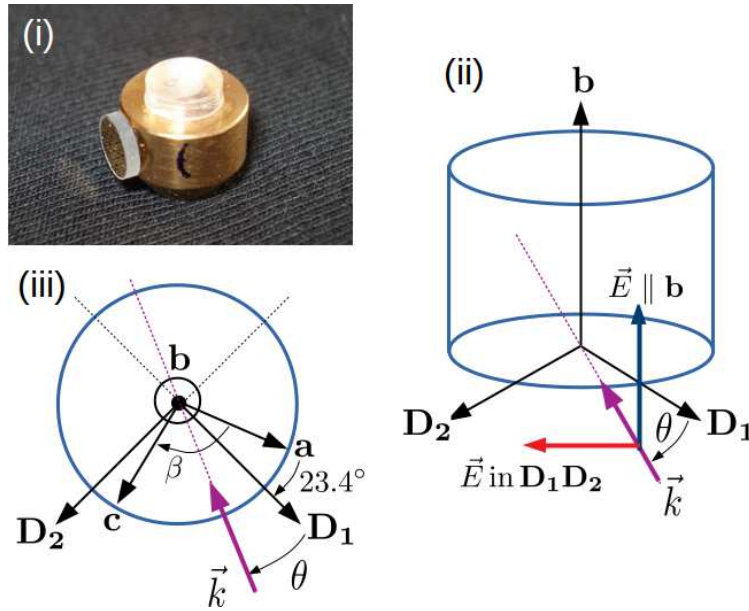 (i)
(ii)
b
E⃗ ∥ b
D₂
D₁
θ
E⃗ in D₁D₂
k⃗
(iii)
b
a
β
23.4°
c
D₂
D₁
k⃗
θ